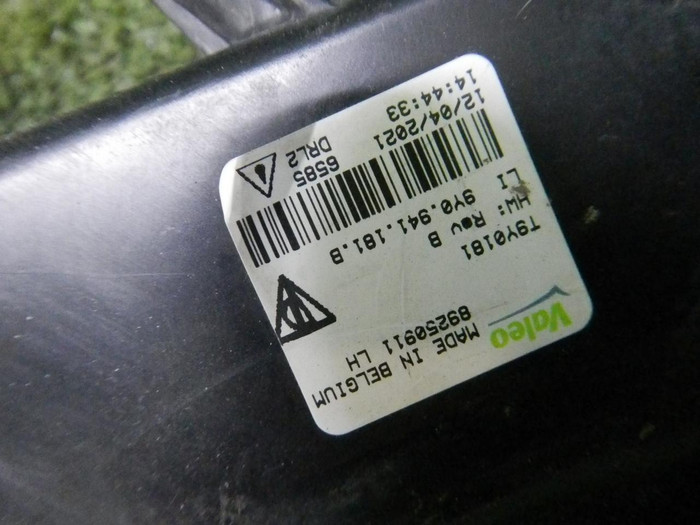 Valeo
MADE IN BELGIUM
89250911 LH
T9Y0181
HW: Rev B
LI
9Y0.941.181.B
6585
DRL2
12/04/2021
14:44:33